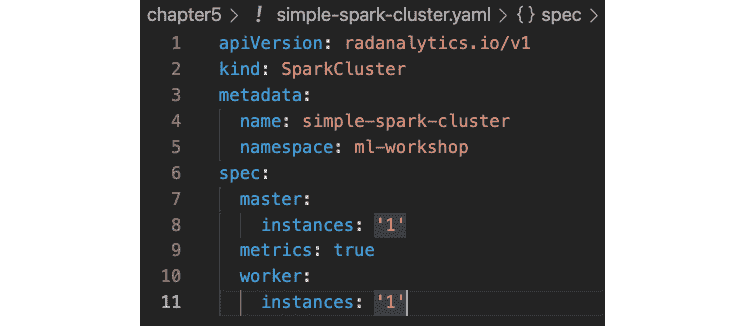 chapter5 > ! simple-spark-cluster.yaml > {} spec >
1 apiVersion: radanalytics.io/v1
2 kind: SparkCluster
3 metadata:
4   name: simple-spark-cluster
5   namespace: ml-workshop
6 spec:
7   master:
8     instances: '1'
9   metrics: true
10   worker:
11     instances: '1'